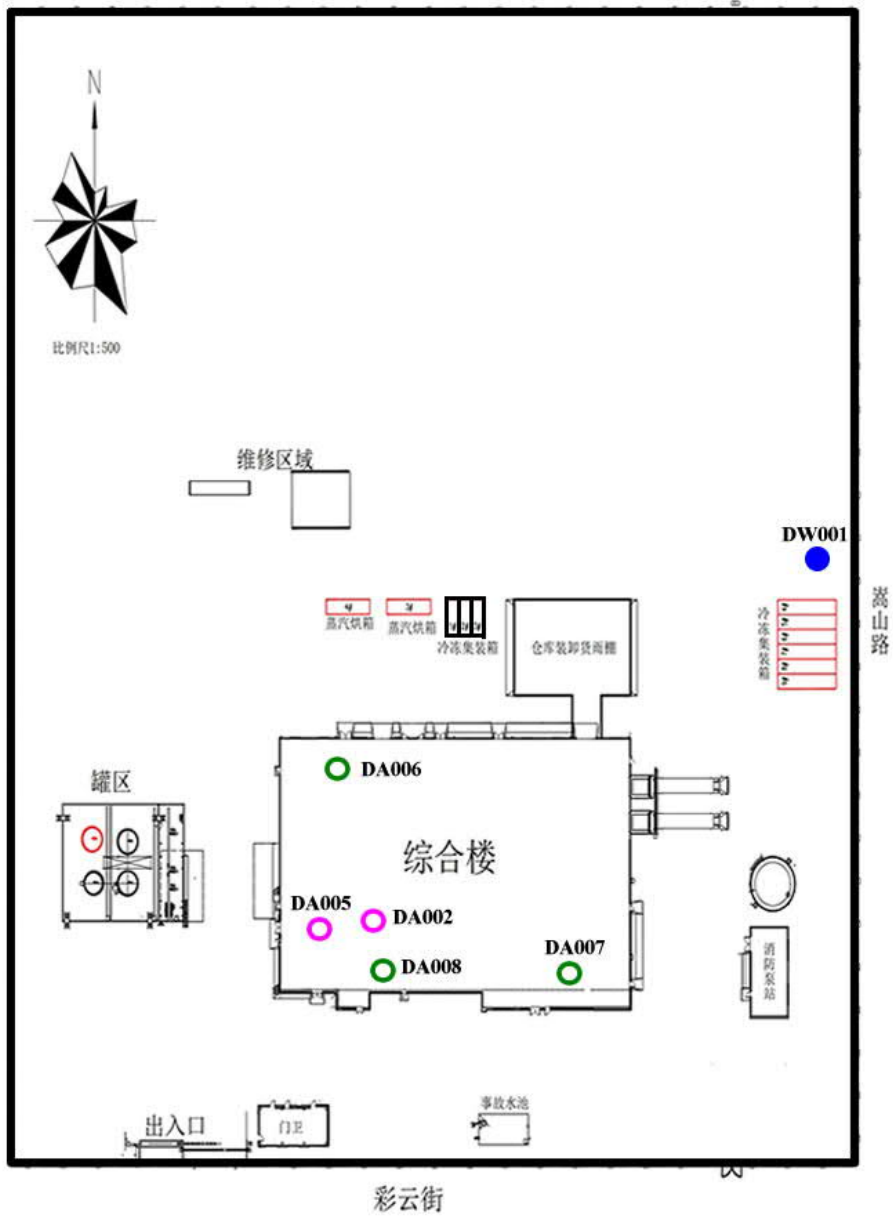 N
比例尺1:500
维修区域
DW001
嵩山路
蒸汽烘箱
蒸汽烘箱
冷冻集装箱
仓库装卸货雨棚
冷冻集装箱
罐区
DA006
综合楼
DA005
DA002
DA008
DA007
消防泵站
出入口
门卫
事故水池
彩云街